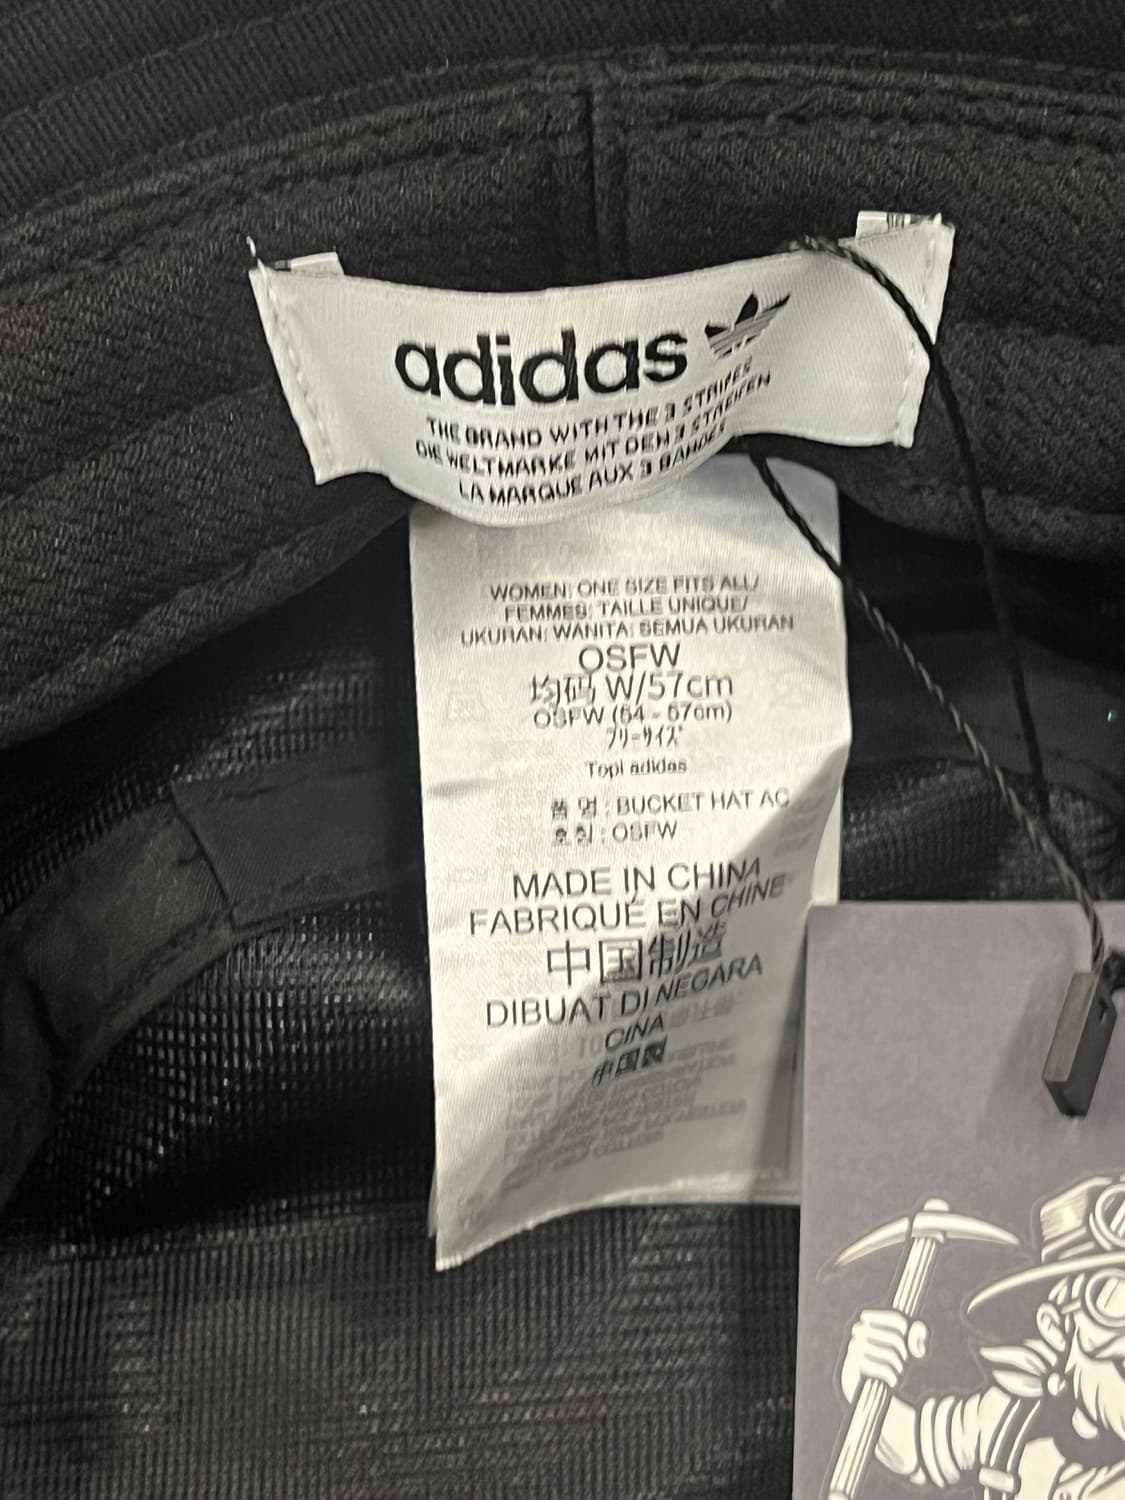 adidas
THE BRAND WITH THE 3 STRIPES
DIE WELTMARKE MIT DEN 3 STREIFEN
LA MARQUE AUX 3 BANDES
WOMEN: ONE SIZE FITS ALL/
FEMMES: TAILLE UNIQUE/
UKURAN: WANITA: SEMUA UKURAN
OSFW
均码 W/57cm
OSFW (54 - 57cm)
フリーサイズ
Topi adidas
품 명 : BUCKET HAT AC
호칭 : OSFW
MADE IN CHINA
FABRIQUÉ EN CHINE
中国制造
DIBUAT DI NEGARA
CINA
中国製